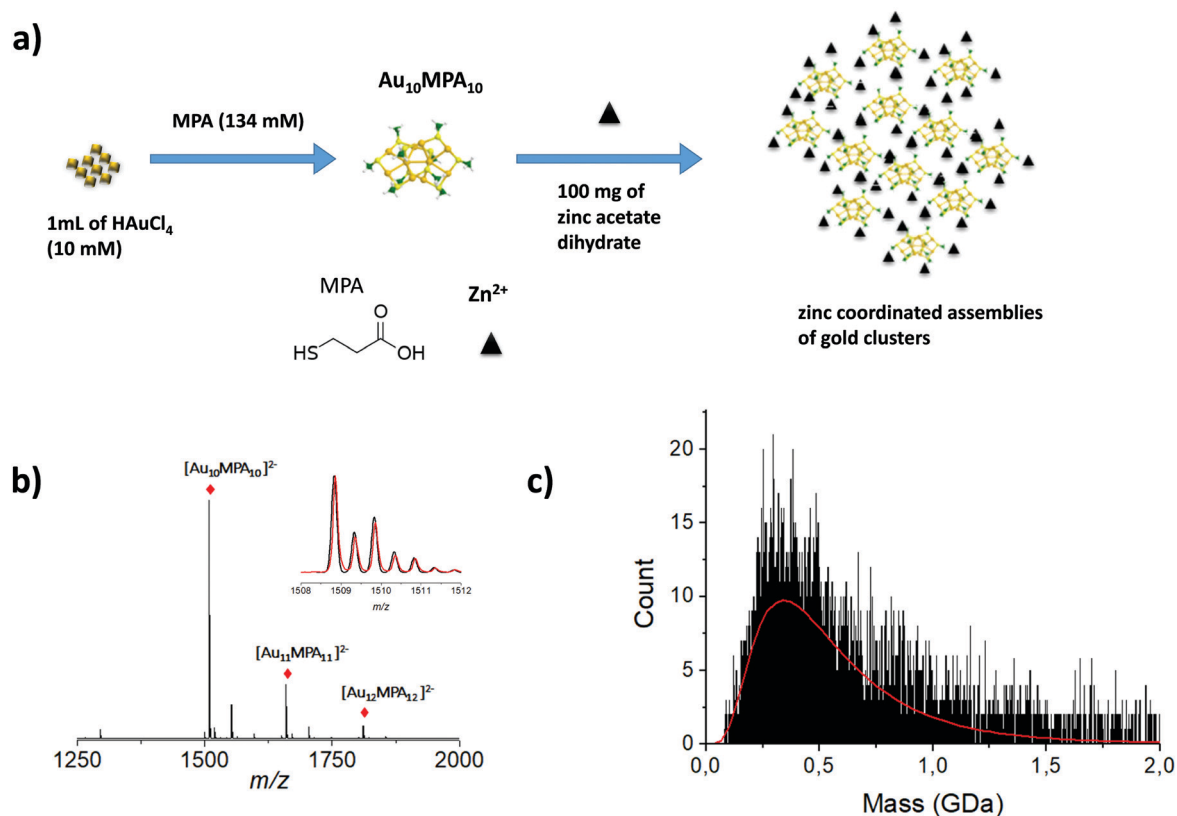 a)
Au10MPA10
MPA (134 mM)
1mL of HAuCl4
(10 mM)
100 mg of
zinc acetate
dihydrate
MPA
Zn2+
O
HS
OH
zinc coordinated assemblies
of gold clusters
b)
[Au10MPA10]2-
[Au11MPA11]2-
[Au12MPA12]2-
1508 1509 1510 1511 1512
m/z
1250 1500 1750 2000
m/z
c)
20
15
10
5
0
Count
0,0 0,5 1,0 1,5 2,0
Mass (GDa)